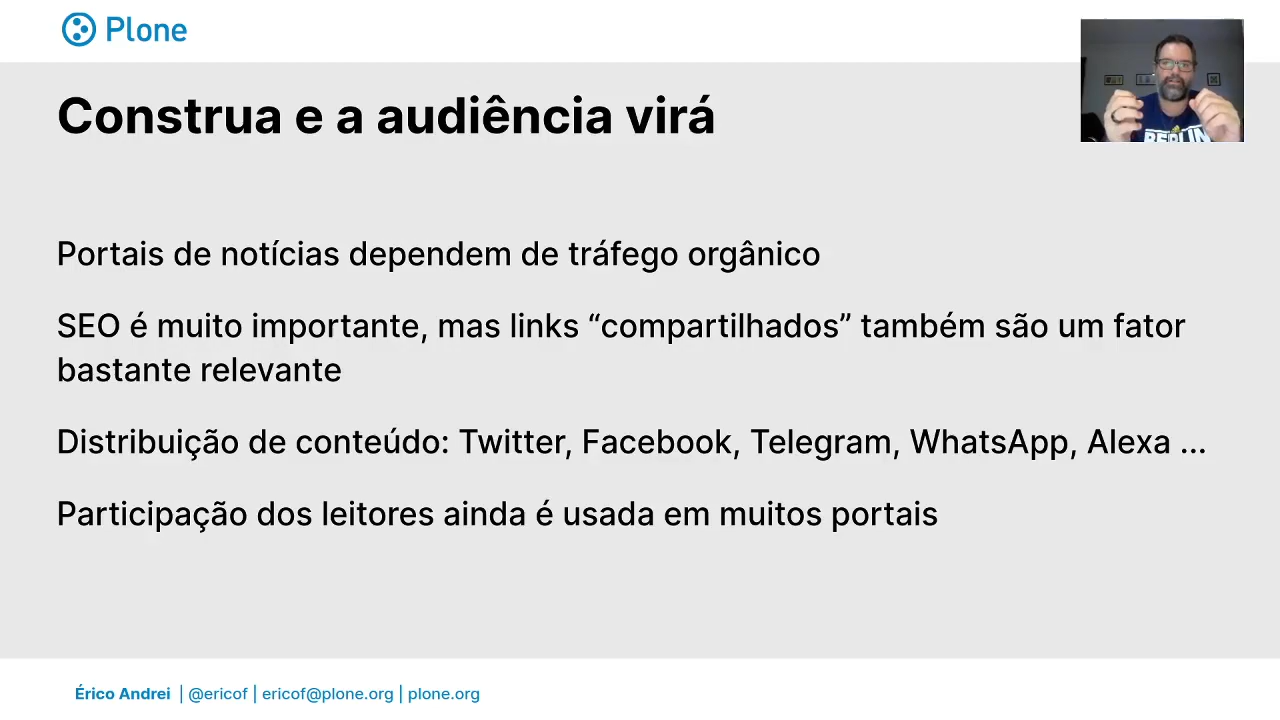 Plone
Construa e a audiência virá
BERLIN
Portais de notícias dependem de tráfego orgânico
SEO é muito importante, mas links “compartilhados” também são um fator
bastante relevante
Distribuição de conteúdo: Twitter, Facebook, Telegram, WhatsApp, Alexa ...
Participação dos leitores ainda é usada em muitos portais
Érico Andrei | @ericof | ericof@plone.org | plone.org